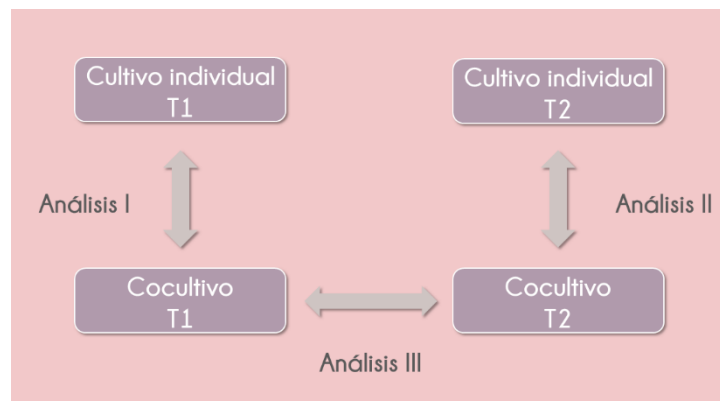 Cultivo individual
T1
Cultivo individual
T2
Análisis I
Análisis II
Cocultivo
T1
Cocultivo
T2
Análisis III